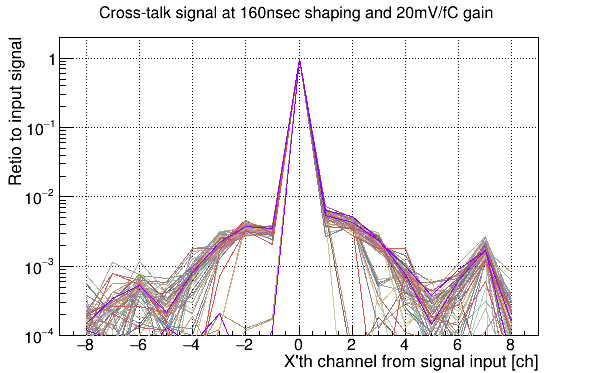 Cross-talk signal at 160nsec shaping and 20mV/fC gain
Retio to input signal
1
10⁻¹
10⁻²
10⁻³
10⁻⁴
−8 −6 −4 −2 0 2 4 6 8
X'th channel from signal input [ch]